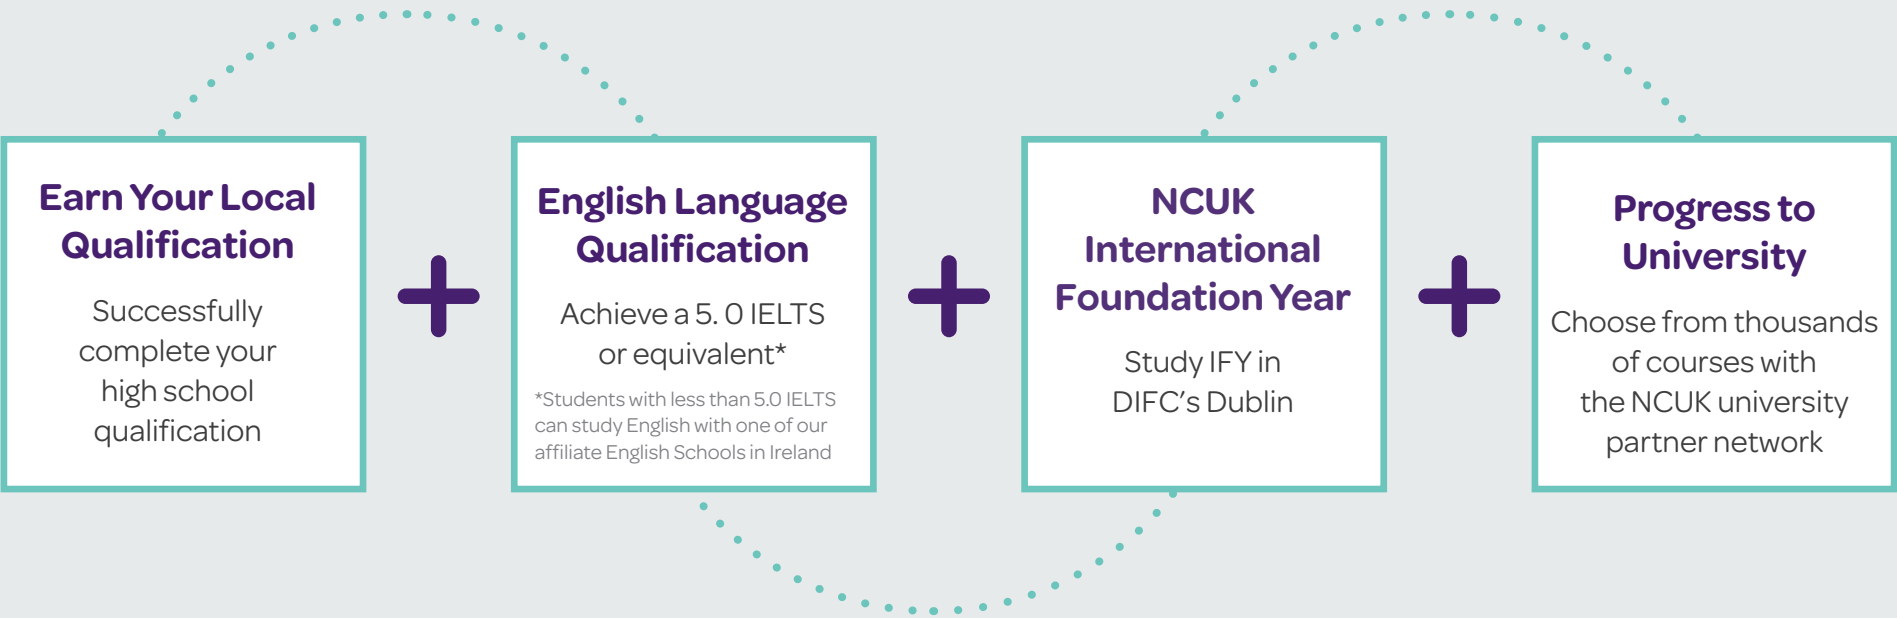 Earn Your Local
Qualification
Successfully
complete your
high school
qualification
English Language
Qualification
Achieve a 5. 0 IELTS
or equivalent*
*Students with less than 5.0 IELTS
can study English with one of our
affiliate English Schools in Ireland
NCUK
International
Foundation Year
Study IFY in
DIFC’s Dublin
Progress to
University
Choose from thousands
of courses with
the NCUK university
partner network